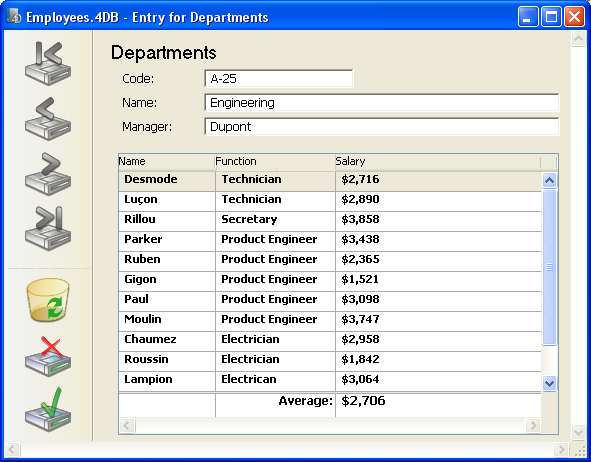 Employees.4DB - Entry for Departments
Departments
Code: A-25
Name: Engineering
Manager: Dupont
Name Function Salary
Desmode Technician $2,716
Luçon Technician $2,890
Rillou Secretary $3,858
Parker Product Engineer $3,438
Ruben Product Engineer $2,365
Gigon Product Engineer $1,521
Paul Product Engineer $3,098
Moulin Product Engineer $3,747
Chaumez Electrician $2,958
Roussin Electrician $1,842
Lampion Electrican $3,064
Average: $2,706